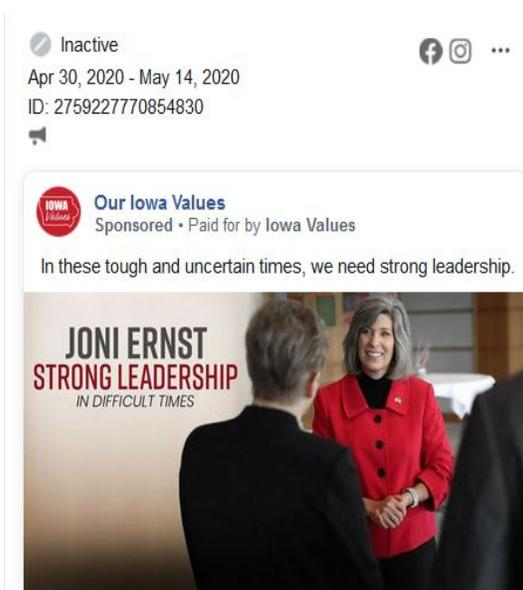 Inactive
Apr 30, 2020 - May 14, 2020
ID: 2759227770854830
IOWA
Values
Our Iowa Values
Sponsored • Paid for by Iowa Values
In these tough and uncertain times, we need strong leadership.
JONI ERNST
STRONG LEADERSHIP
IN DIFFICULT TIMES